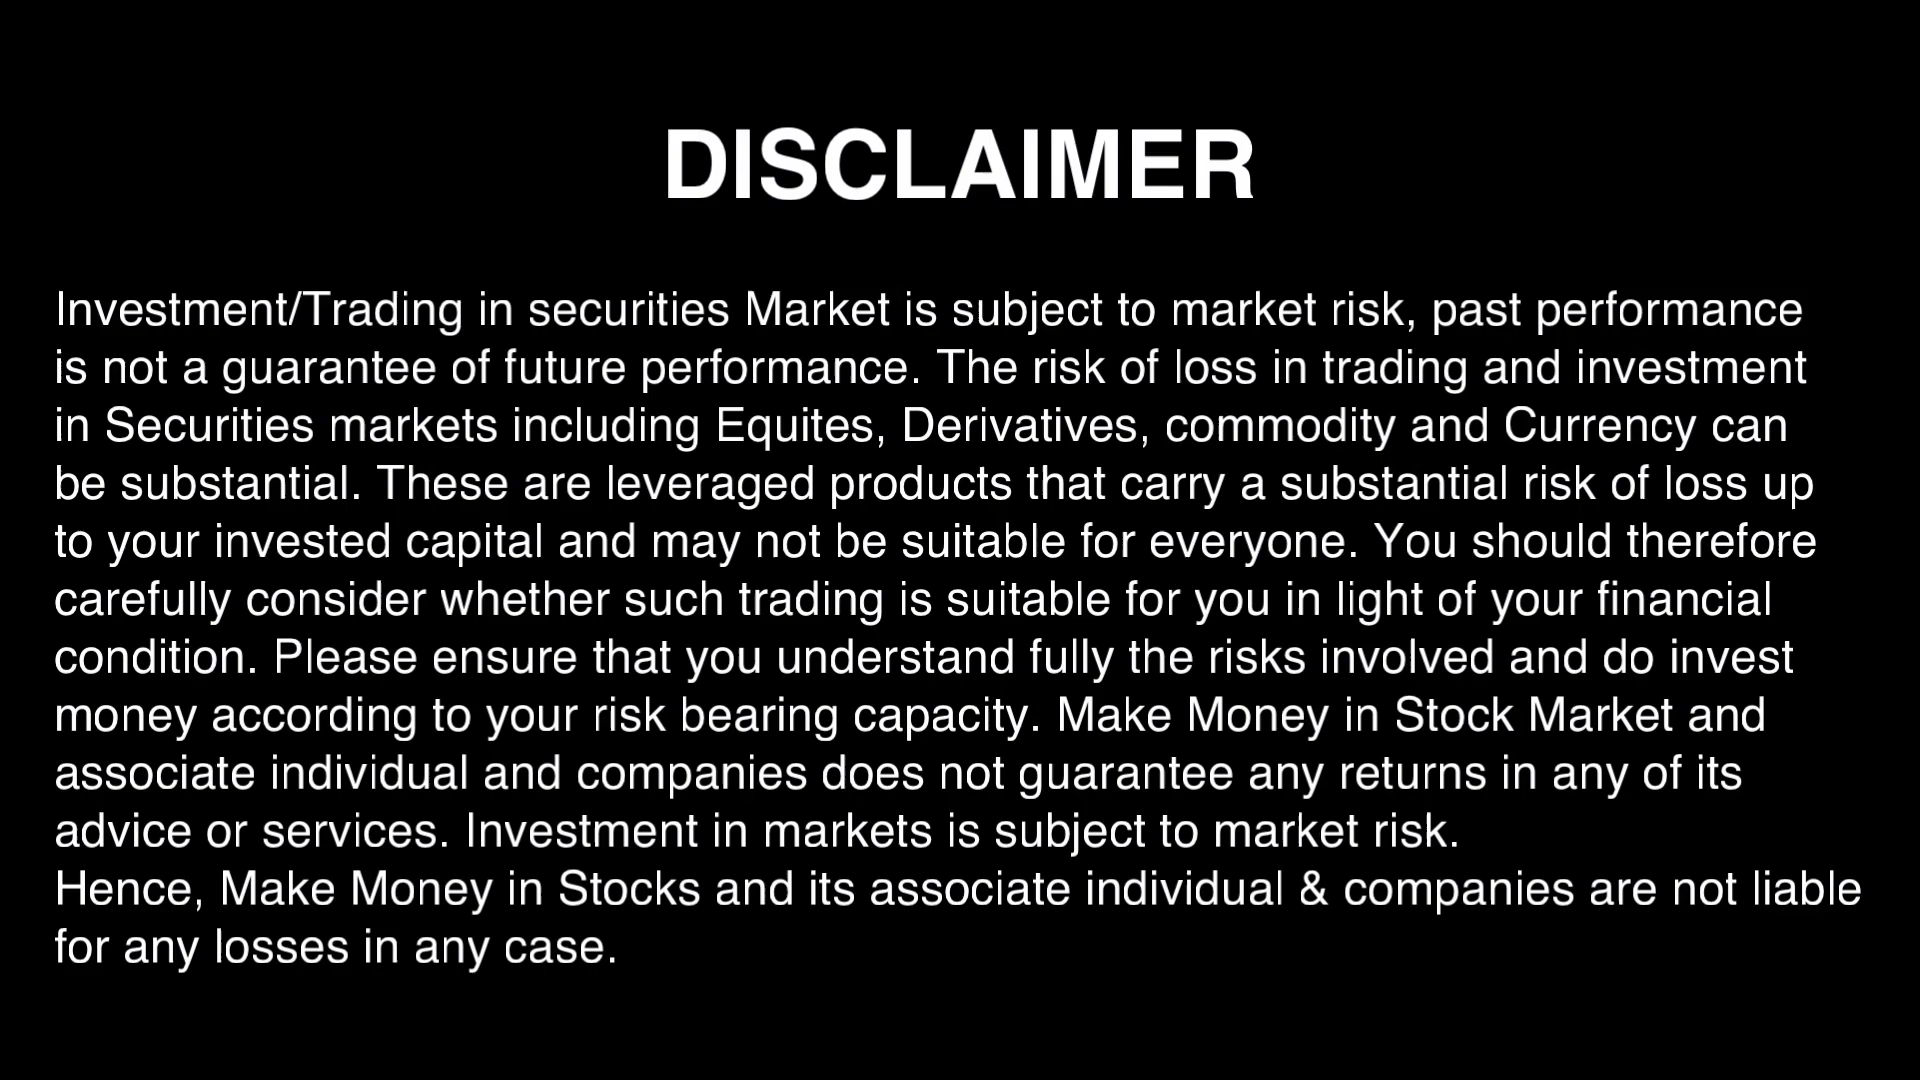 DISCLAIMER
Investment/Trading in securities Market is subject to market risk, past performance
is not a guarantee of future performance. The risk of loss in trading and investment
in Securities markets including Equites, Derivatives, commodity and Currency can
be substantial. These are leveraged products that carry a substantial risk of loss up
to your invested capital and may not be suitable for everyone. You should therefore
carefully consider whether such trading is suitable for you in light of your financial
condition. Please ensure that you understand fully the risks involved and do invest
money according to your risk bearing capacity. Make Money in Stock Market and
associate individual and companies does not guarantee any returns in any of its
advice or services. Investment in markets is subject to market risk.
Hence, Make Money in Stocks and its associate individual & companies are not liable
for any losses in any case.